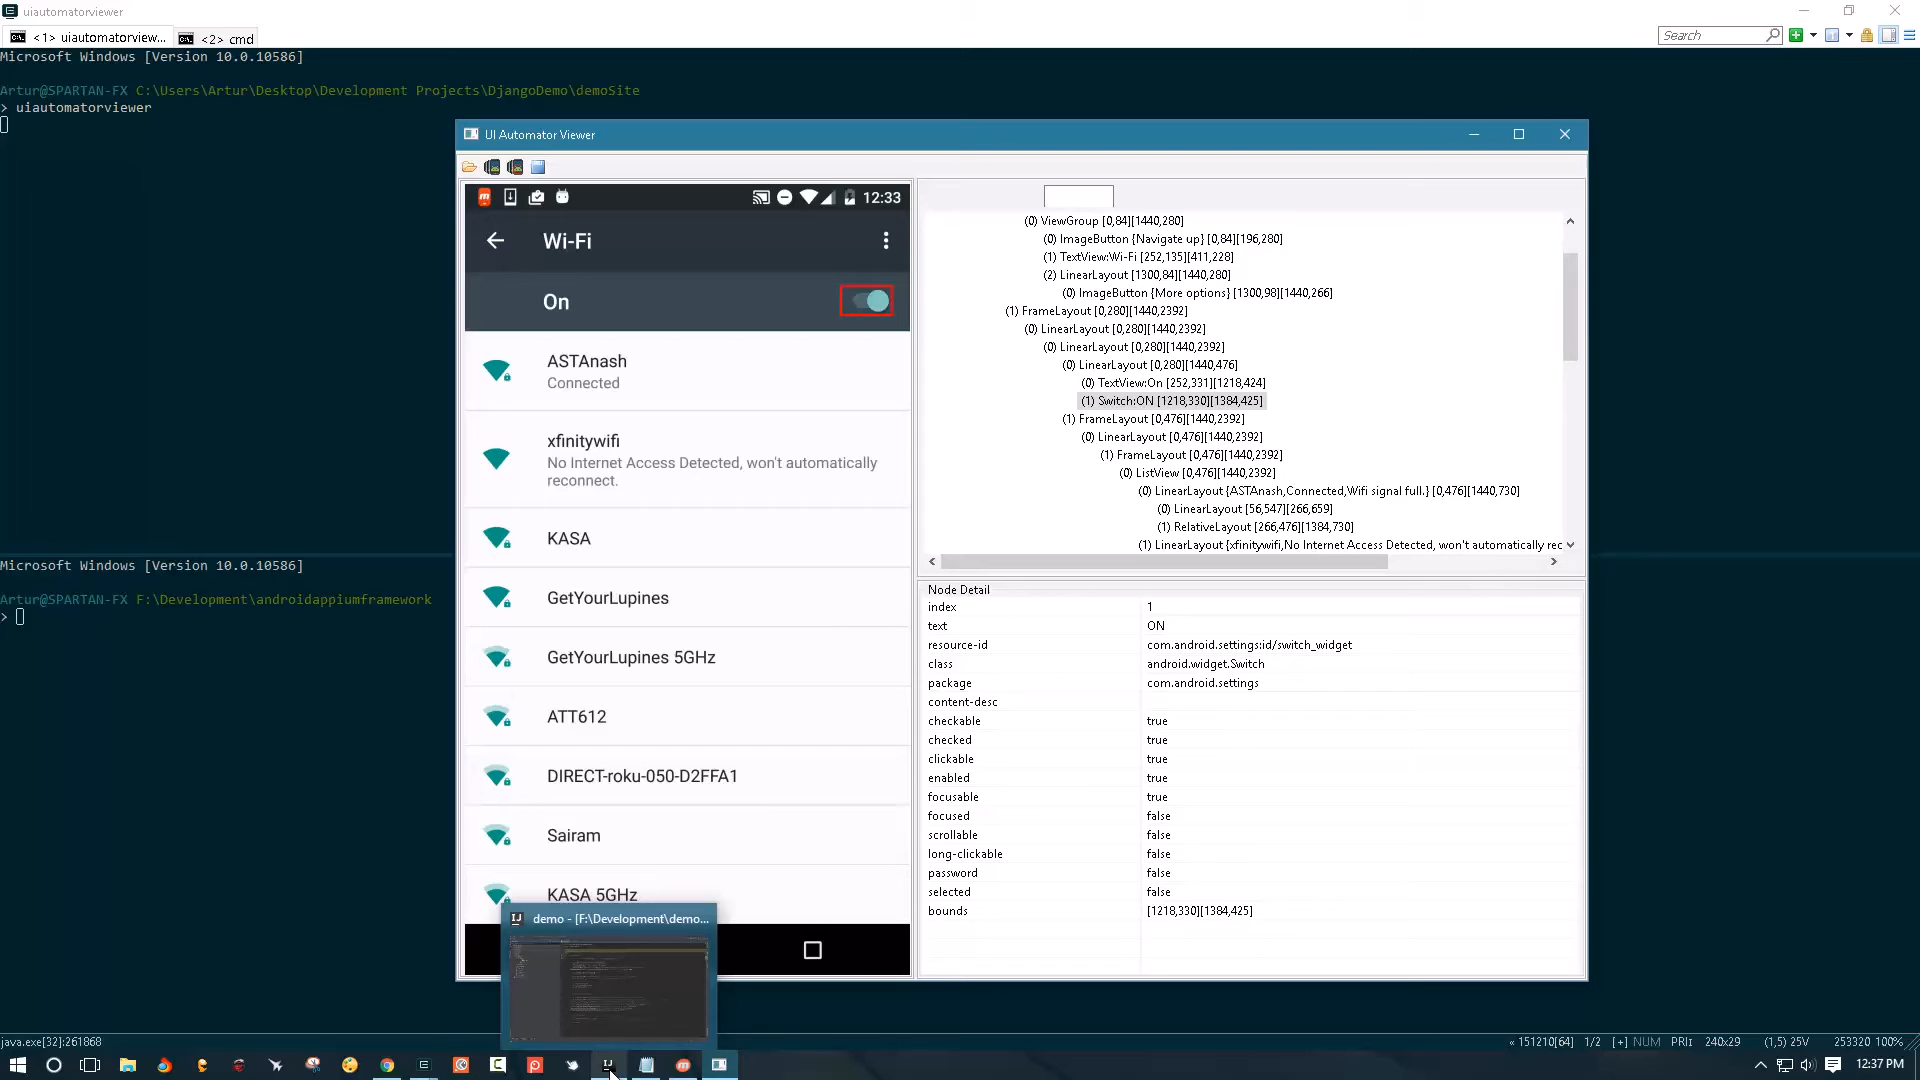 uiautomatorviewer
<1> uiautomatorview...
<2> cmd
Search
Microsoft Windows [Version 10.0.10586]
Artur@SPARTAN-FX C:\Users\Artur\Desktop\Development Projects\DjangoDemo\demoSite
> uiautomatorviewer
UI Automator Viewer
12:33
Wi-Fi
On
ASTAnash
Connected
xfinitywifi
No Internet Access Detected, won't automatically
reconnect.
KASA
GetYourLupines
GetYourLupines 5GHz
ATT612
DIRECT-roku-050-D2FFA1
Sairam
KASA 5GHz
(0) ViewGroup [0,84][1440,280]
(0) ImageButton {Navigate up} [0,84][196,280]
(1) TextView:Wi-Fi [252,135][411,228]
(2) LinearLayout [1300,84][1440,280]
(0) ImageButton {More options} [1300,98][1440,266]
(1) FrameLayout [0,280][1440,2392]
(0) LinearLayout [0,280][1440,2392]
(0) LinearLayout [0,280][1440,2392]
(0) LinearLayout [0,280][1440,476]
(0) TextView:On [252,331][1218,424]
(1) Switch:ON [1218,330][1384,425]
(1) FrameLayout [0,476][1440,2392]
(0) LinearLayout [0,476][1440,2392]
(1) FrameLayout [0,476][1440,2392]
(0) ListView [0,476][1440,2392]
(0) LinearLayout {ASTAnash,Connected,Wifi signal full.} [0,476][1440,730]
(0) LinearLayout [56,547][266,659]
(1) RelativeLayout [266,476][1384,730]
(1) LinearLayout {xfinitywifi,No Internet Access Detected, won't automatically rec
Node Detail
index 1
text ON
resource-id com.android.settings:id/switch_widget
class android.widget.Switch
package com.android.settings
content-desc
checkable true
checked true
clickable true
enabled true
focusable true
focused false
scrollable false
long-clickable false
password false
selected false
bounds [1218,330][1384,425]
Microsoft Windows [Version 10.0.10586]
Artur@SPARTAN-FX F:\Development\androidappiumframework
>
demo - [F:\Development\demo...
java.exe[32]:261868
« 151210[64] 1/2 [+] NUM PRI: 240x29 (1,5) 25V 253320 100%
12:37 PM